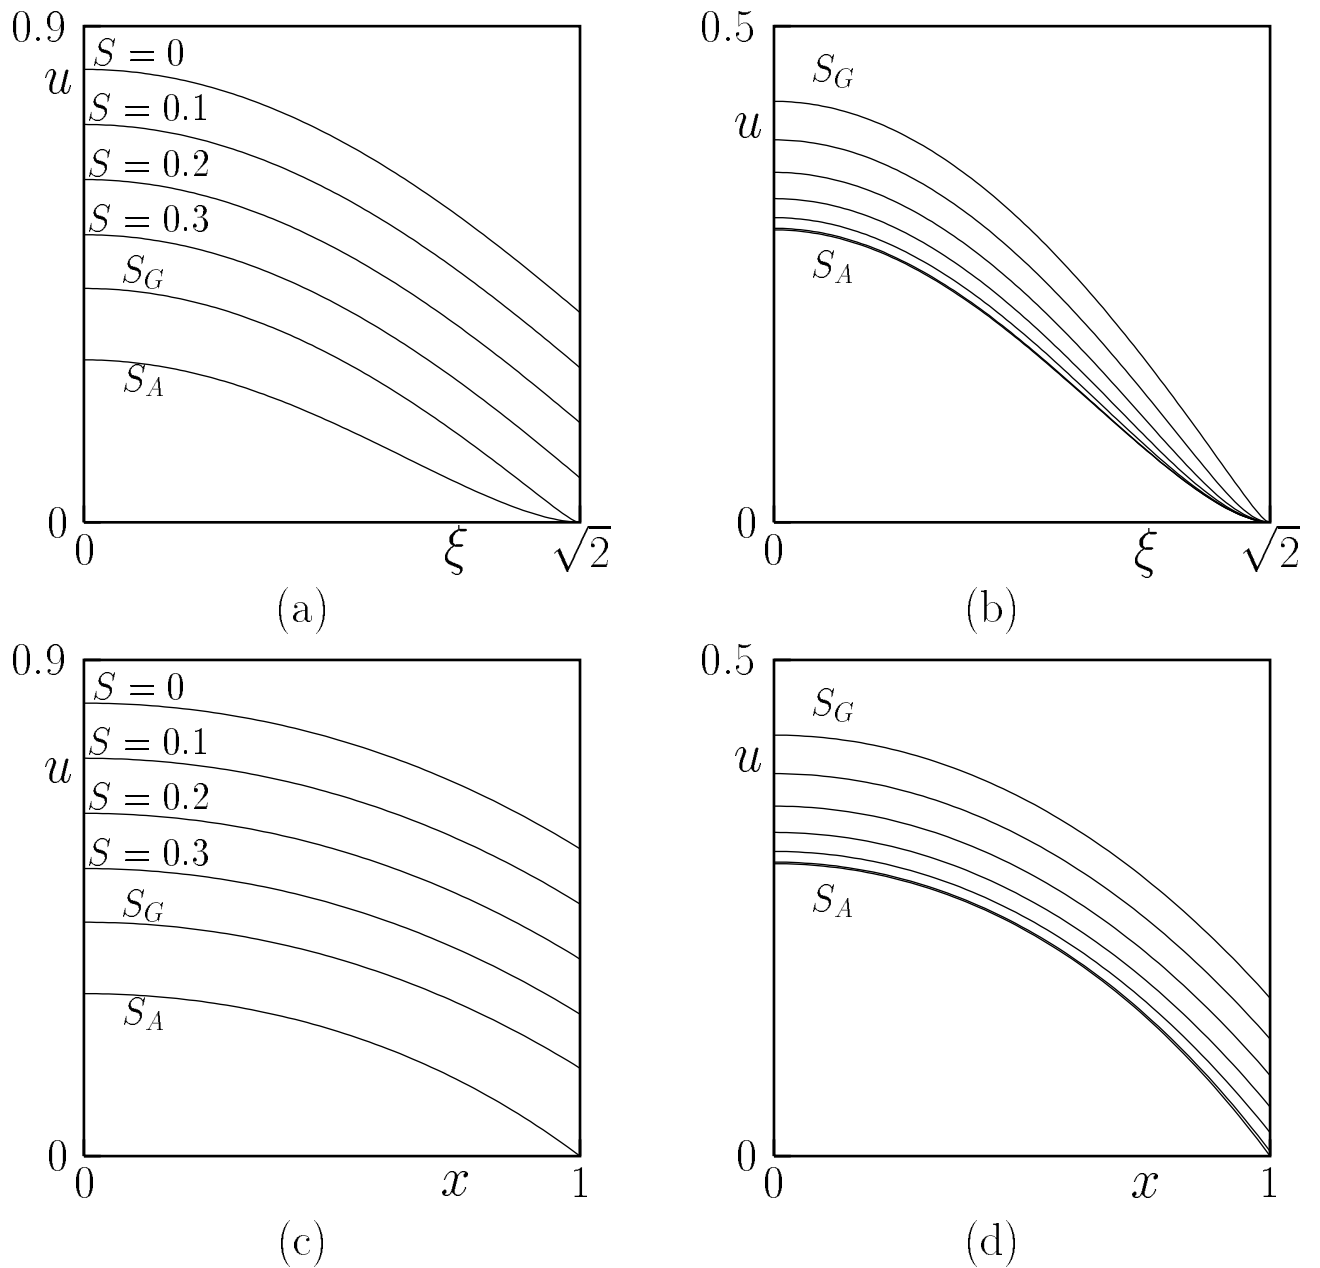 0.9
u
S = 0
S = 0.1
S = 0.2
S = 0.3
S_G
S_A
0
0
ξ
√2
(a)
0.5
u
S_G
S_A
0
0
ξ
√2
(b)
0.9
u
S = 0
S = 0.1
S = 0.2
S = 0.3
S_G
S_A
0
0
x
1
(c)
0.5
u
S_G
S_A
0
0
x
1
(d)